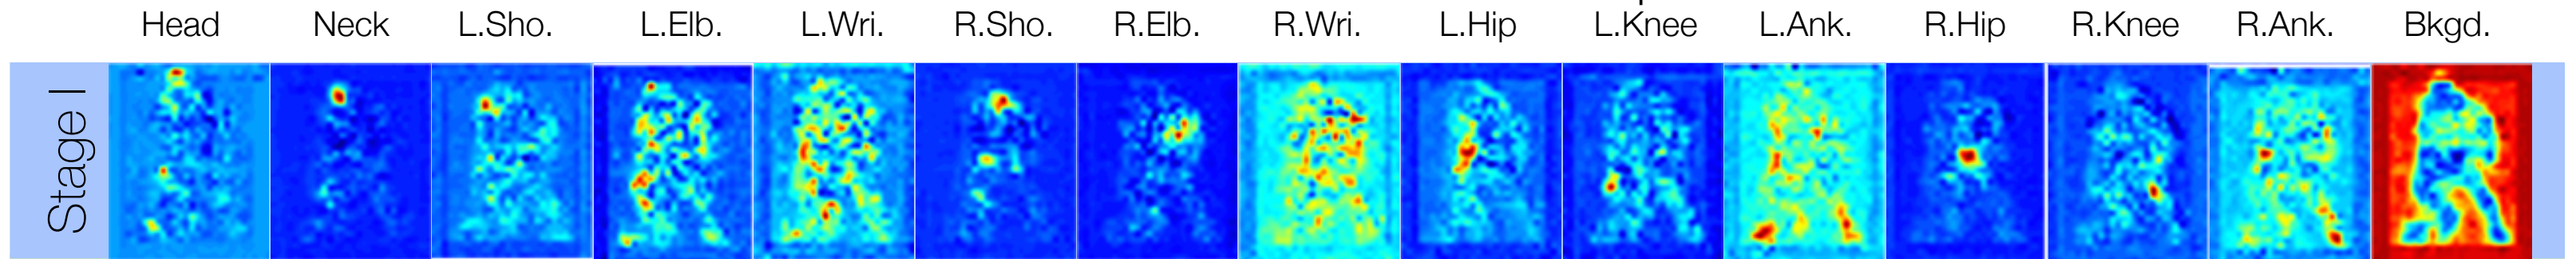 Head Neck L.Sho. L.Elb. L.Wri. R.Sho. R.Elb. R.Wri. L.Hip L.Knee L.Ank. R.Hip R.Knee R.Ank. Bkgd.
Stage I